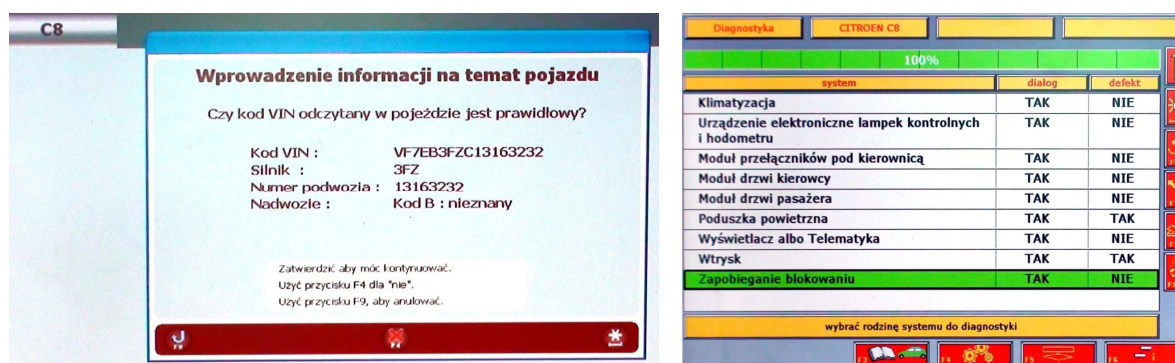 C8
Wprowadzenie informacji na temat pojazdu
Czy kod VIN odczytany w pojeździe jest prawidłowy?
Kod VIN : VF7EB3FZC13163232
Silnik : 3FZ
Numer podwozia : 13163232
Nadwozie : Kod B : nieznany
Zatwierdzić aby móc kontynuować.
Użyć przycisku F4 dla "nie".
Użyć przycisku F9, aby anulować.
Diagnostyka CITROEN C8
100%
system dialog defekt
Klimatyzacja TAK NIE
Urządzenie elektroniczne lampek kontrolnych TAK NIE
i hodometru
Moduł przełączników pod kierownicą TAK NIE
Moduł drzwi kierowcy TAK NIE
Moduł drzwi pasażera TAK NIE
Poduszka powietrzna TAK TAK
Wyświetlacz albo Telematyka TAK NIE
Wtrysk TAK TAK
Zapobieganie blokowaniu TAK NIE
wybrać rodzinę systemu do diagnostyki
F3 F4 F5 F6